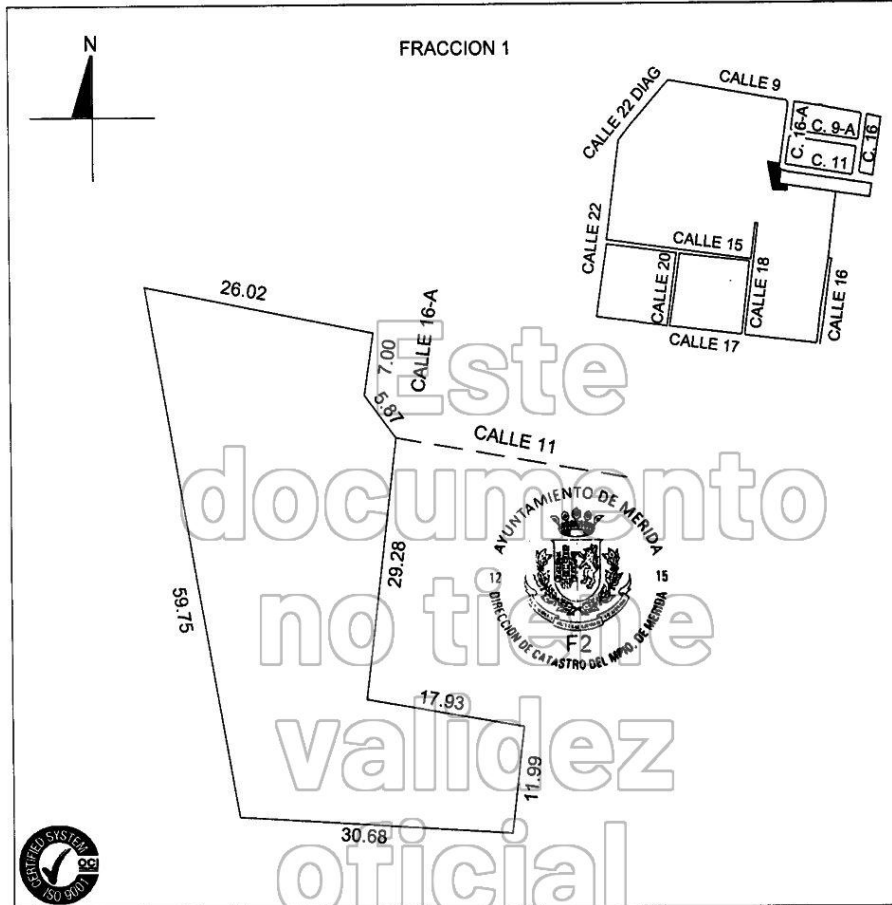 N
FRACCION 1
CALLE 9
CALLE 22 DIAG
C. 16-A
C. 9-A
C. 16
C. 11
CALLE 22
CALLE 15
CALLE 20
CALLE 18
CALLE 16
CALLE 17
26.02
7.00
CALLE 16-A
5.87
CALLE 11
29.28
59.75
17.93
11.99
30.68
Este
documento
no tiene
validez
oficial
AYUNTAMIENTO DE MERIDA
12 15
F2
DIRECCION DE CATASTRO DEL MPIO. DE MERIDA
CERTIFIED SYSTEM
ISO 9001